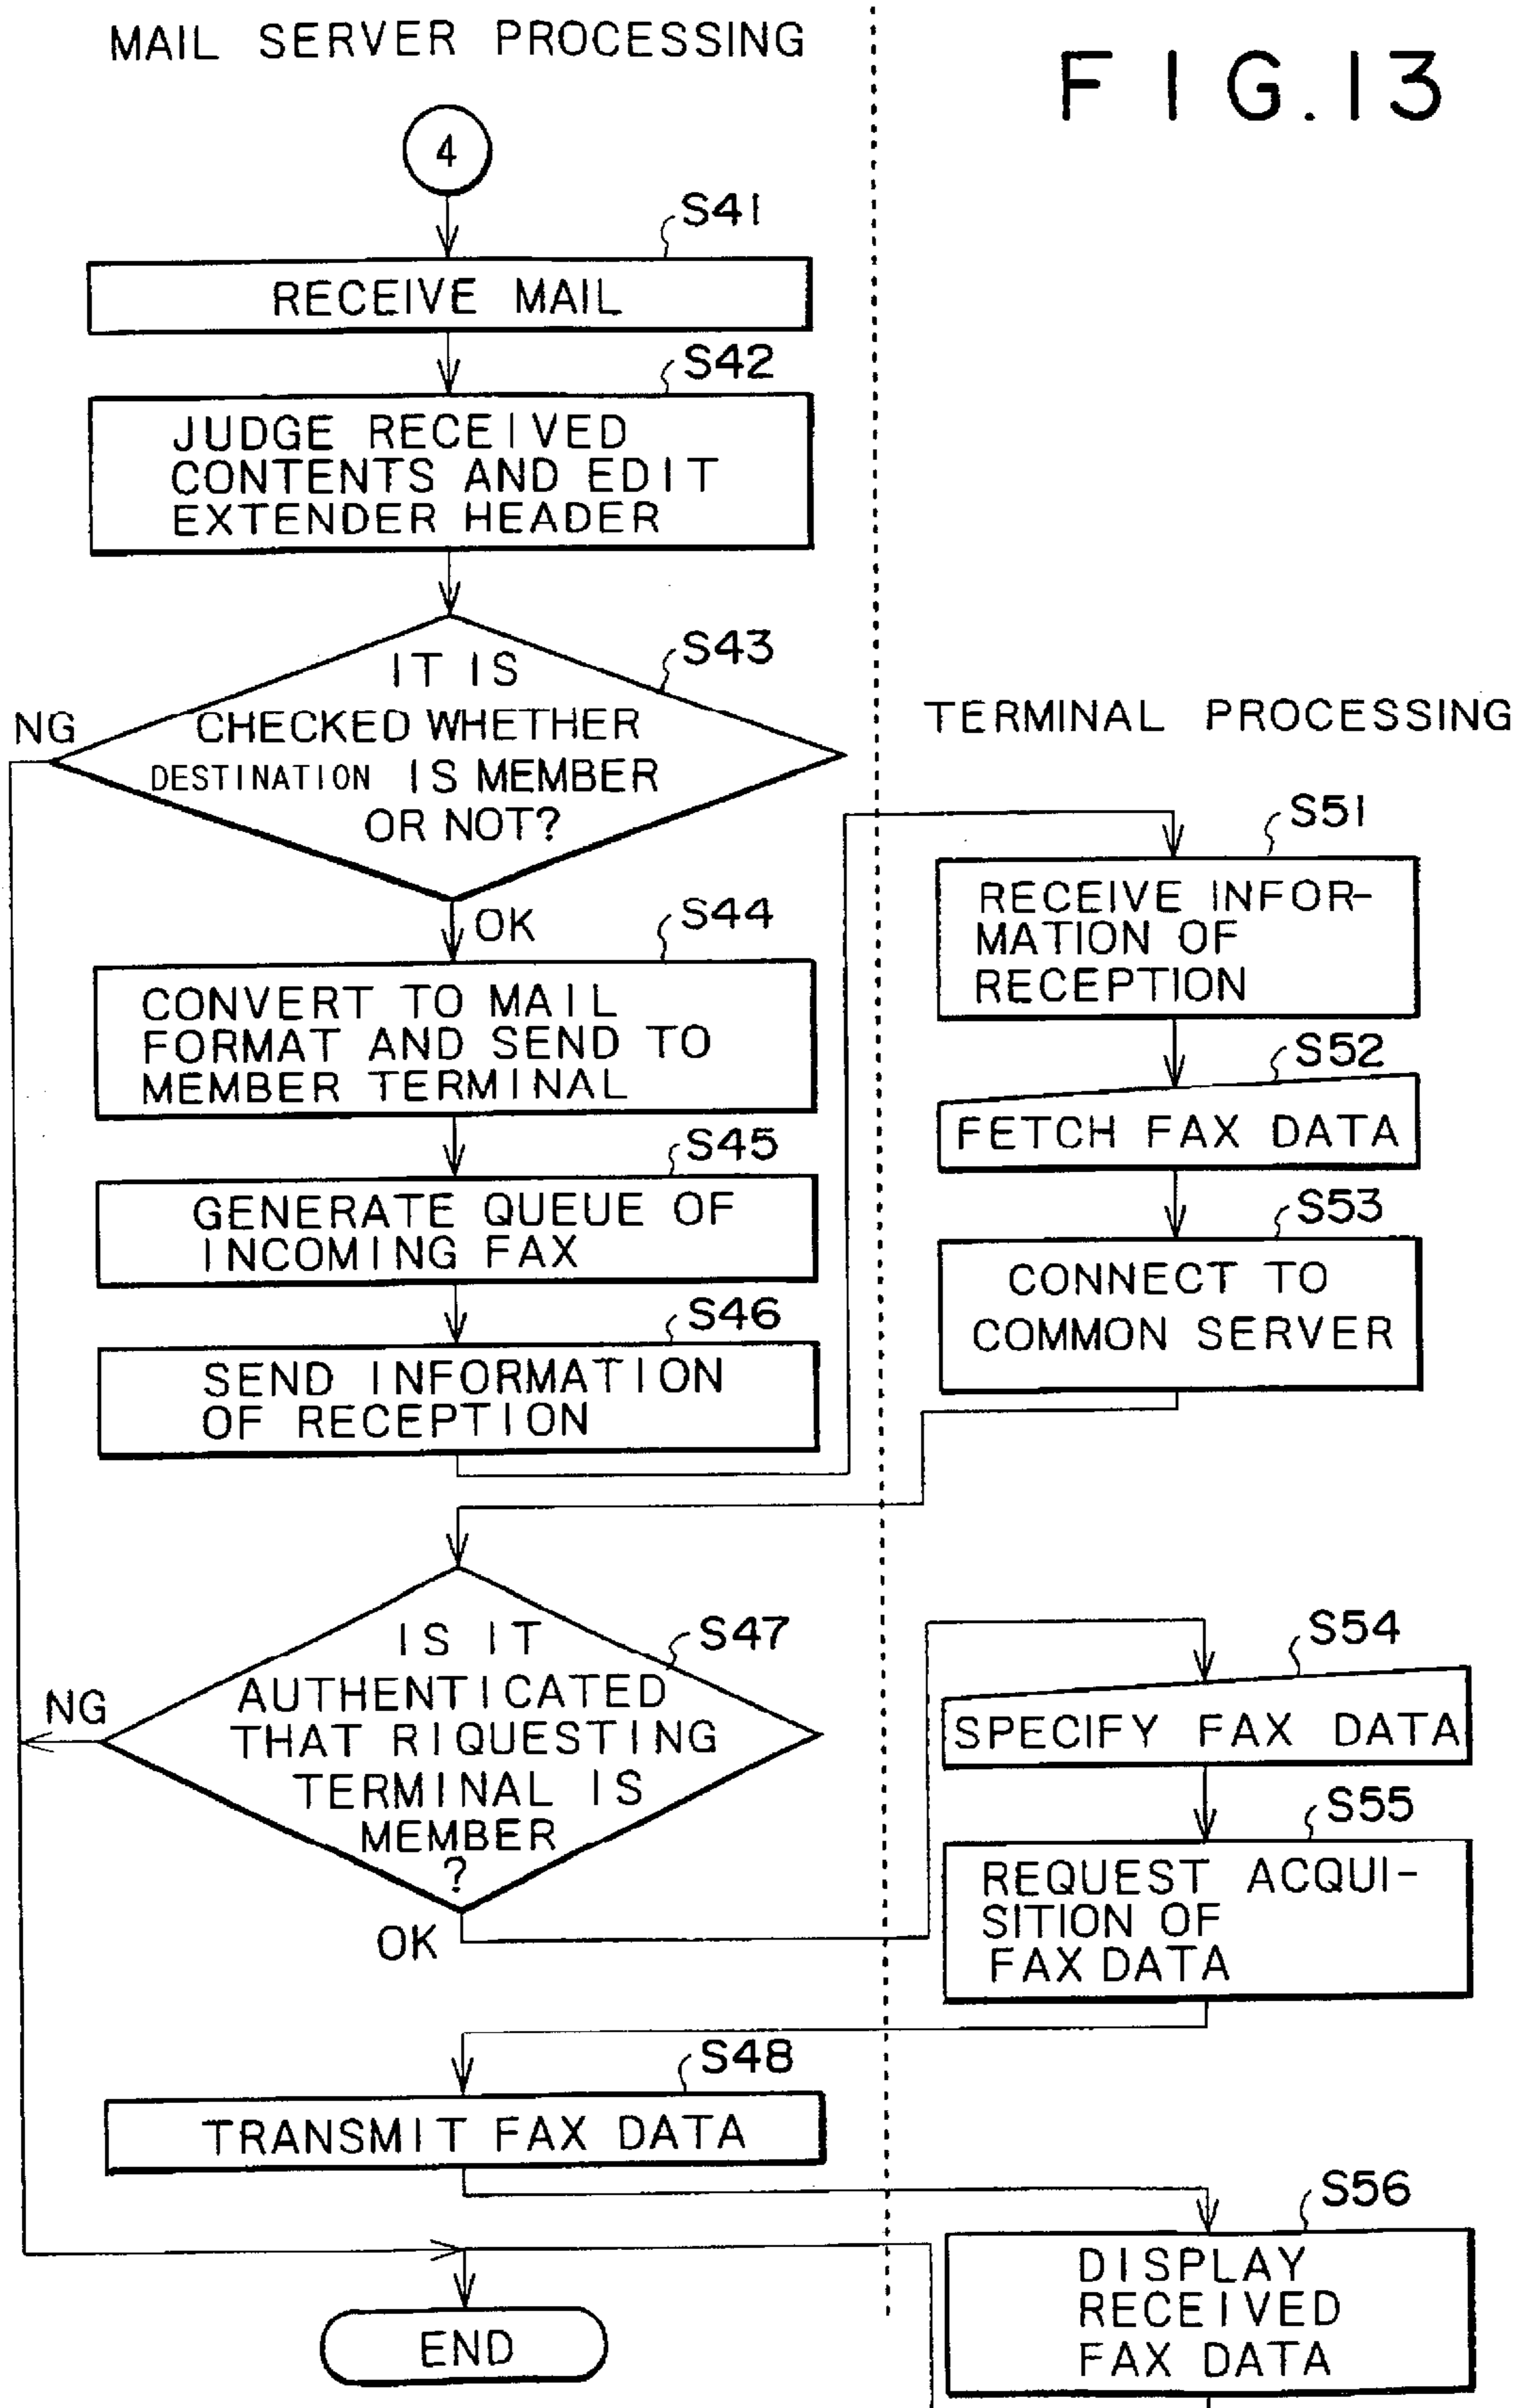 MAIL SERVER PROCESSING
FIG.13
4
S41
RECEIVE MAIL
S42
JUDGE RECEIVED
CONTENTS AND EDIT
EXTENDER HEADER
S43
IT IS
CHECKED WHETHER
DESTINATION IS MEMBER
OR NOT?
NG
OK
S44
CONVERT TO MAIL
FORMAT AND SEND TO
MEMBER TERMINAL
S45
GENERATE QUEUE OF
INCOMING FAX
S46
SEND INFORMATION
OF RECEPTION
TERMINAL PROCESSING
S51
RECEIVE INFOR-
MATION OF
RECEPTION
S52
FETCH FAX DATA
S53
CONNECT TO
COMMON SERVER
S47
IS IT
AUTHENTICATED
THAT RIQUESTING
TERMINAL IS
MEMBER
?
NG
OK
S54
SPECIFY FAX DATA
S55
REQUEST ACQUI-
SITION OF
FAX DATA
S48
TRANSMIT FAX DATA
S56
DISPLAY
RECEIVED
FAX DATA
END